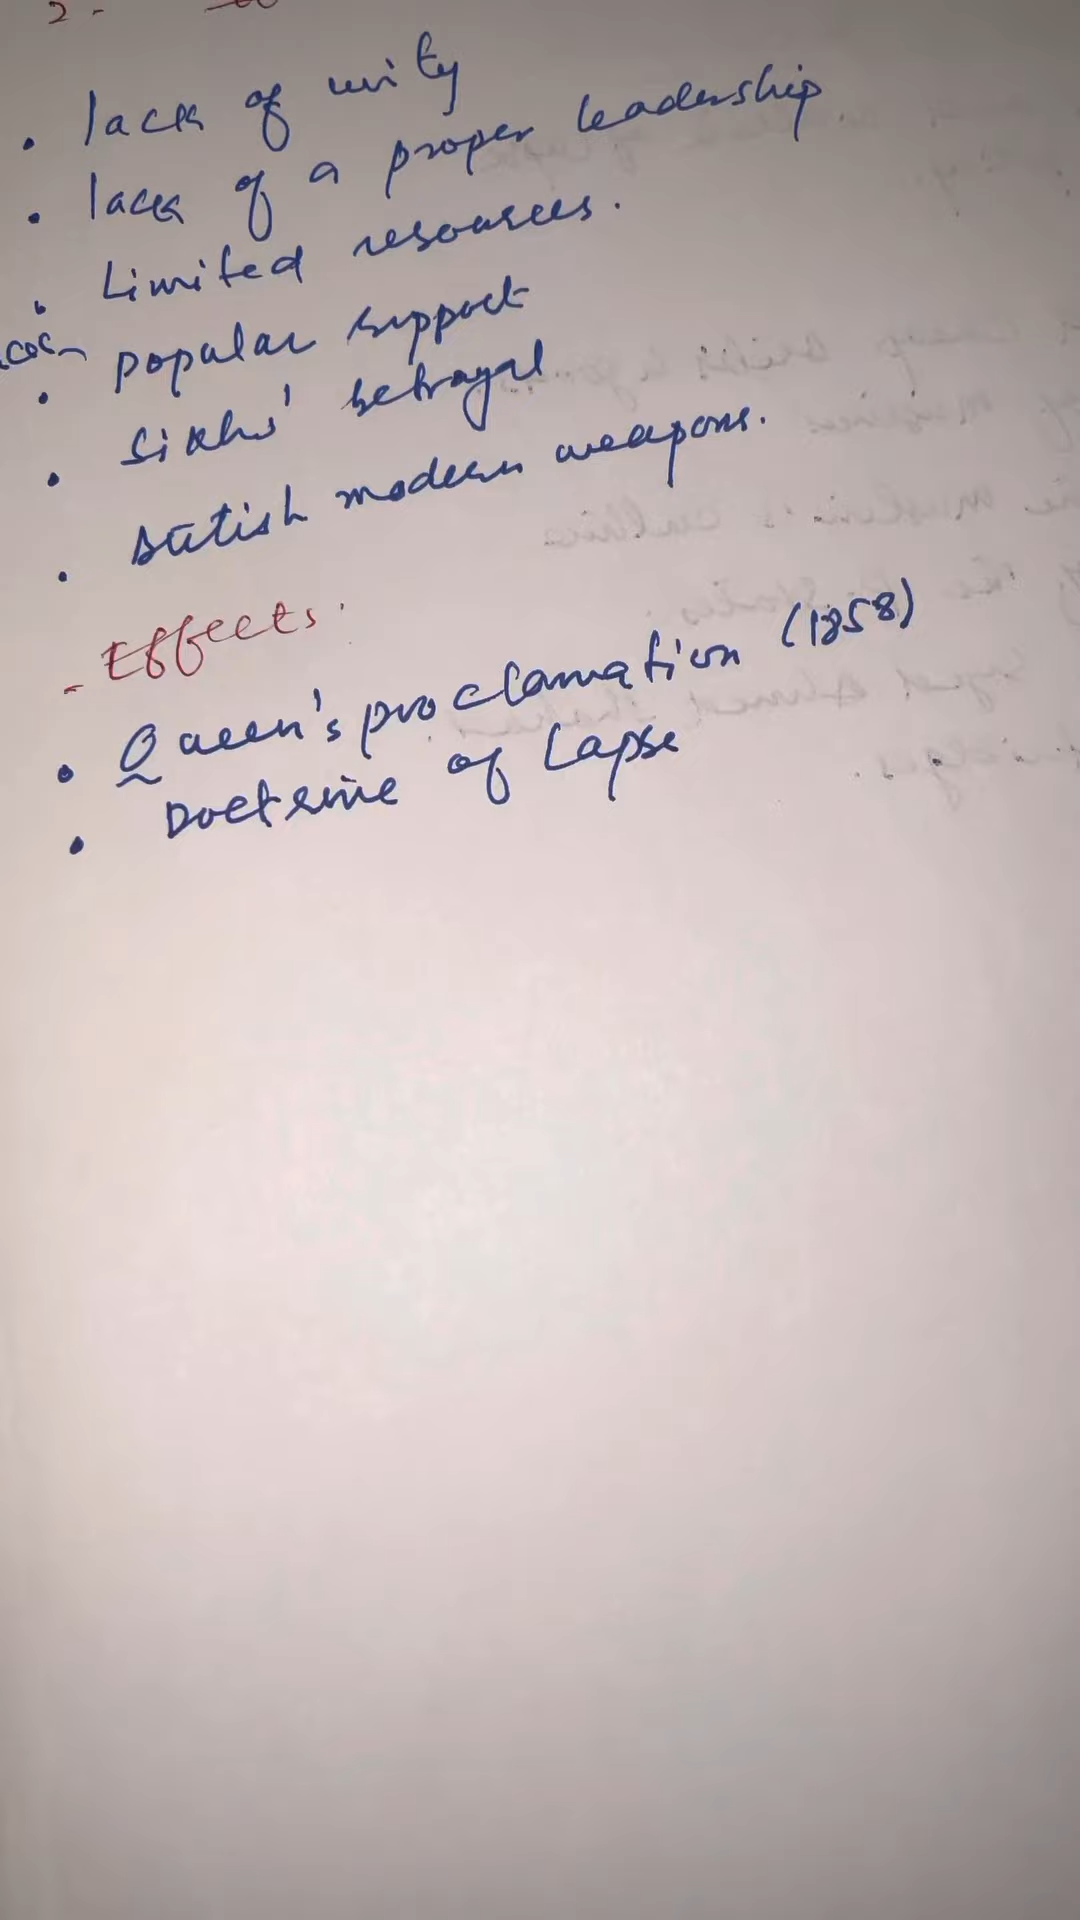 2-
• lack of unity
• lack of a proper leadership
• Limited resources.
• Popular support
• Sikhs' betrayal
• British modern weapons.
- Effects:
• Queen's proclamation (1858)
• Doctrine of Lapse